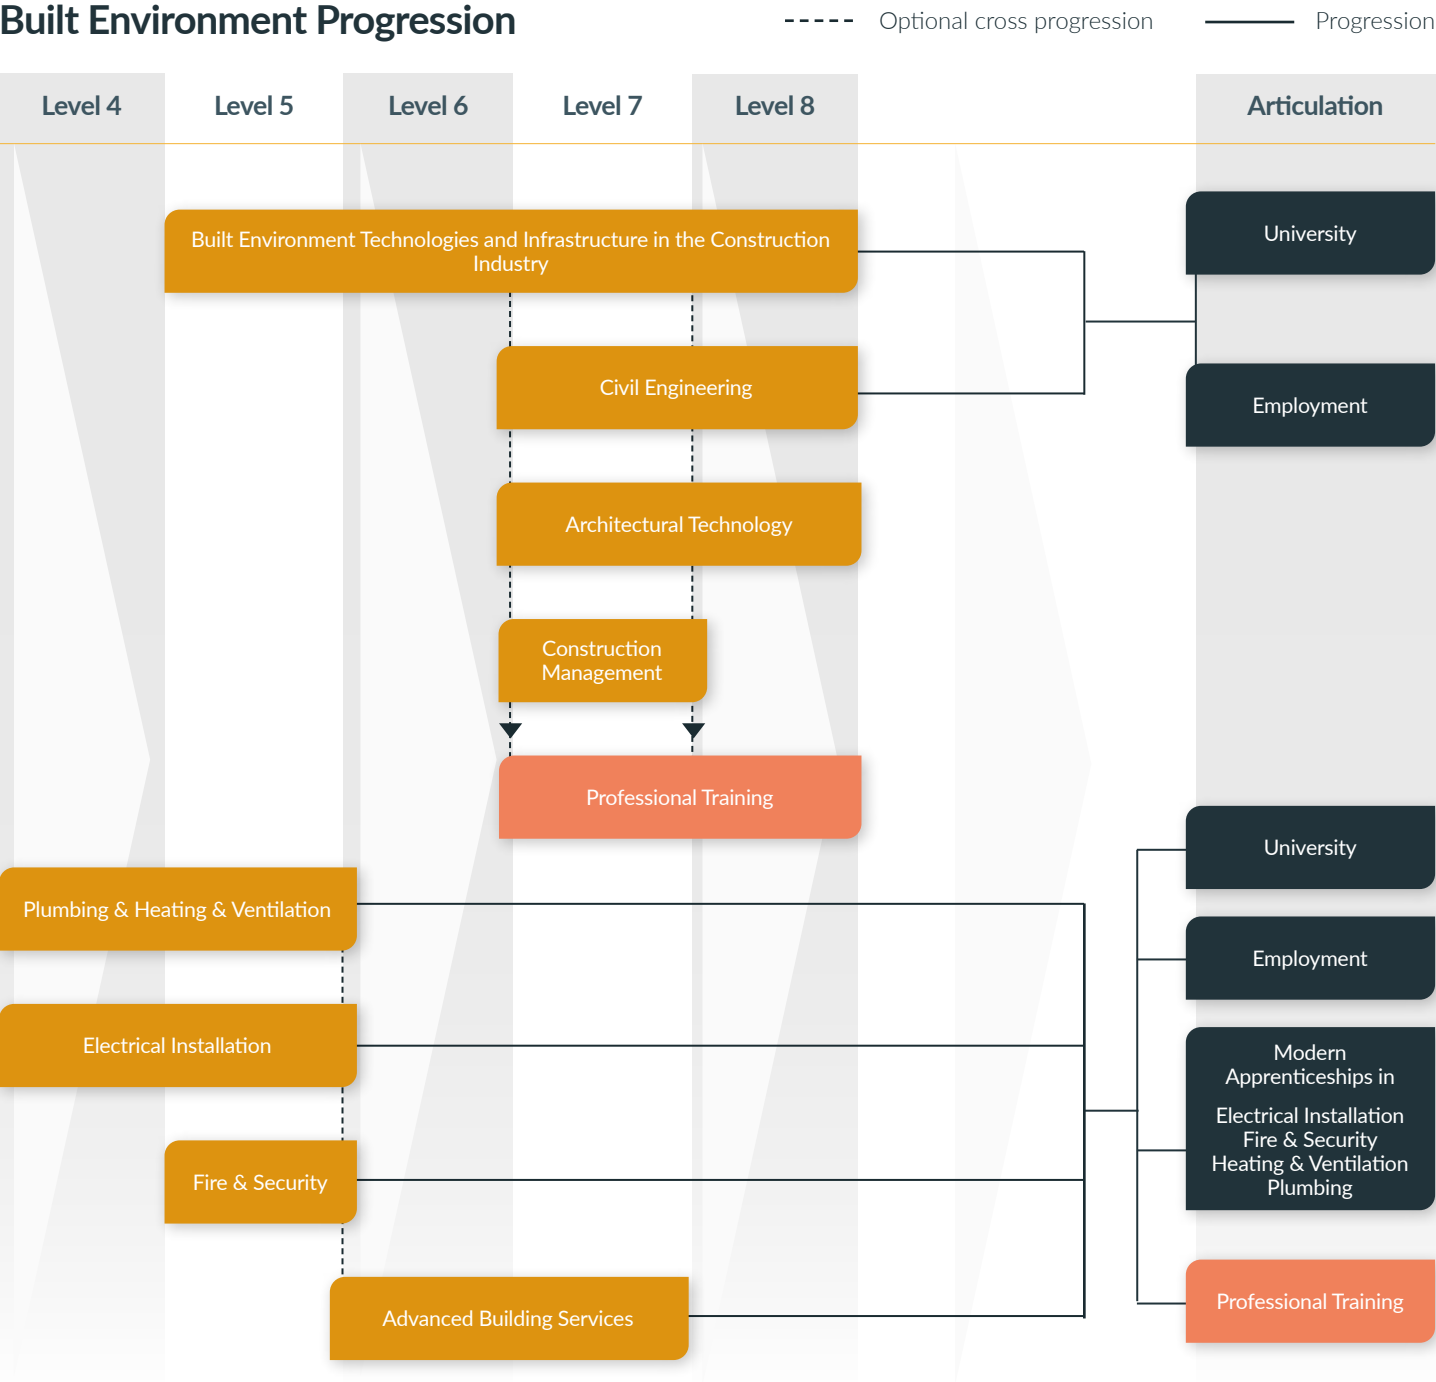 Built Environment Progression
Optional cross progression
Progression
Level 4
Level 5
Level 6
Level 7
Level 8
Articulation
Built Environment Technologies and Infrastructure in the Construction
Industry
University
Civil Engineering
Employment
Architectural Technology
Construction
Management
Professional Training
University
Plumbing & Heating & Ventilation
Employment
Electrical Installation
Modern
Apprenticeships in
Electrical Installation
Fire & Security
Heating & Ventilation
Plumbing
Fire & Security
Professional Training
Advanced Building Services